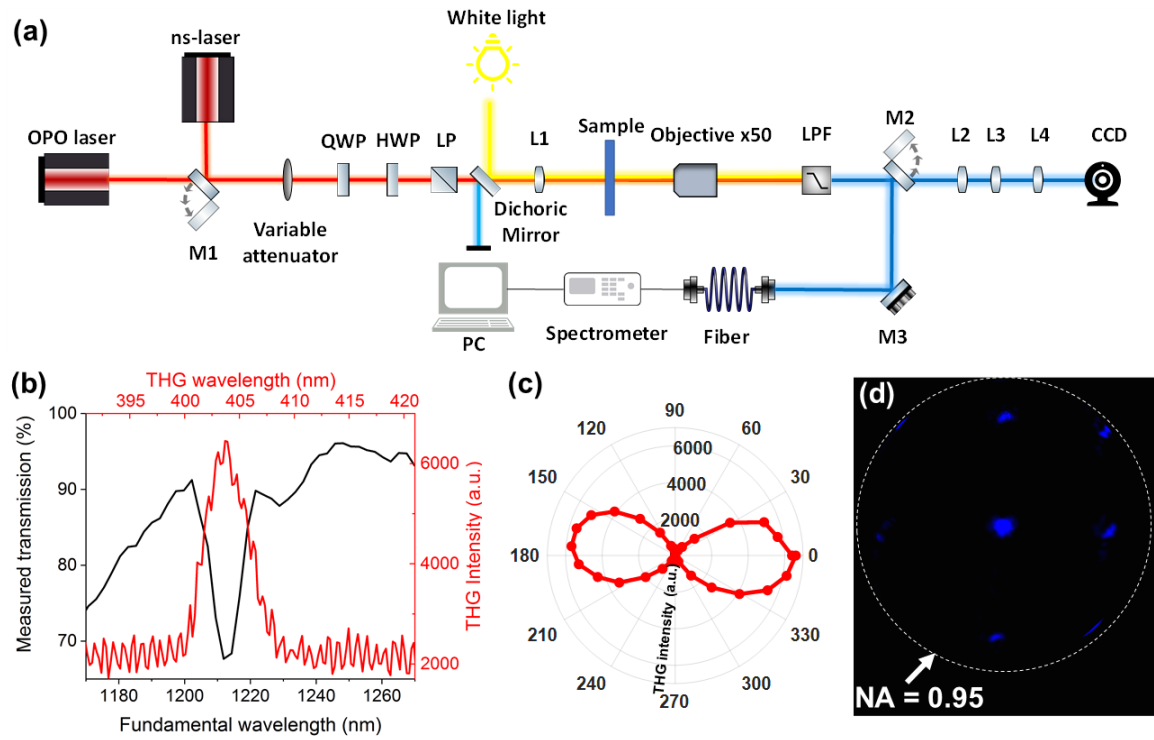 (a)
White light
ns-laser
OPO laser
QWP
HWP
LP
L1
Sample
Objective x50
LPF
M2
L2
L3
L4
CCD
M1
Variable
attenuator
Dichoric
Mirror
PC
Spectrometer
Fiber
M3
(b)
THG wavelength (nm)
395 400 405 410 415 420
Measured transmission (%)
100
90
80
70
6000
4000
2000
THG Intensity (a.u.)
1180 1200 1220 1240 1260
Fundamental wavelength (nm)
(c)
90
120
60
150
30
180
0
210
330
240
300
270
6000
4000
2000
THG intensity (a.u.)
(d)
NA = 0.95